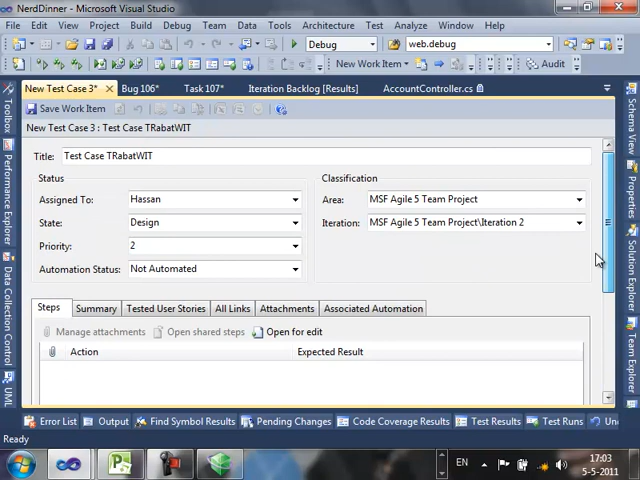 NerdDinner - Microsoft Visual Studio
File Edit View Project Build Debug Team Data Tools Architecture Test Analyze Window Help
Debug web.debug
New Work Item Audit
New Test Case 3* Bug 106* Task 107* Iteration Backlog [Results] AccountController.cs
Save Work Item
New Test Case 3 : Test Case TRabatWIT
Title: Test Case TRabatWIT
Status Classification
Assigned To: Hassan Area: MSF Agile 5 Team Project
State: Design Iteration: MSF Agile 5 Team Project\Iteration 2
Priority: 2
Automation Status: Not Automated
Steps Summary Tested User Stories All Links Attachments Associated Automation
Manage attachments Open shared steps Open for edit
Action Expected Result
Toolbox
Performance Explorer
Data Collection Control
UML
Schema View
Properties
Solution Explorer
Team Explorer
Error List Output Find Symbol Results Pending Changes Code Coverage Results Test Results Test Runs Un
Ready
EN 17:03
5-5-2011